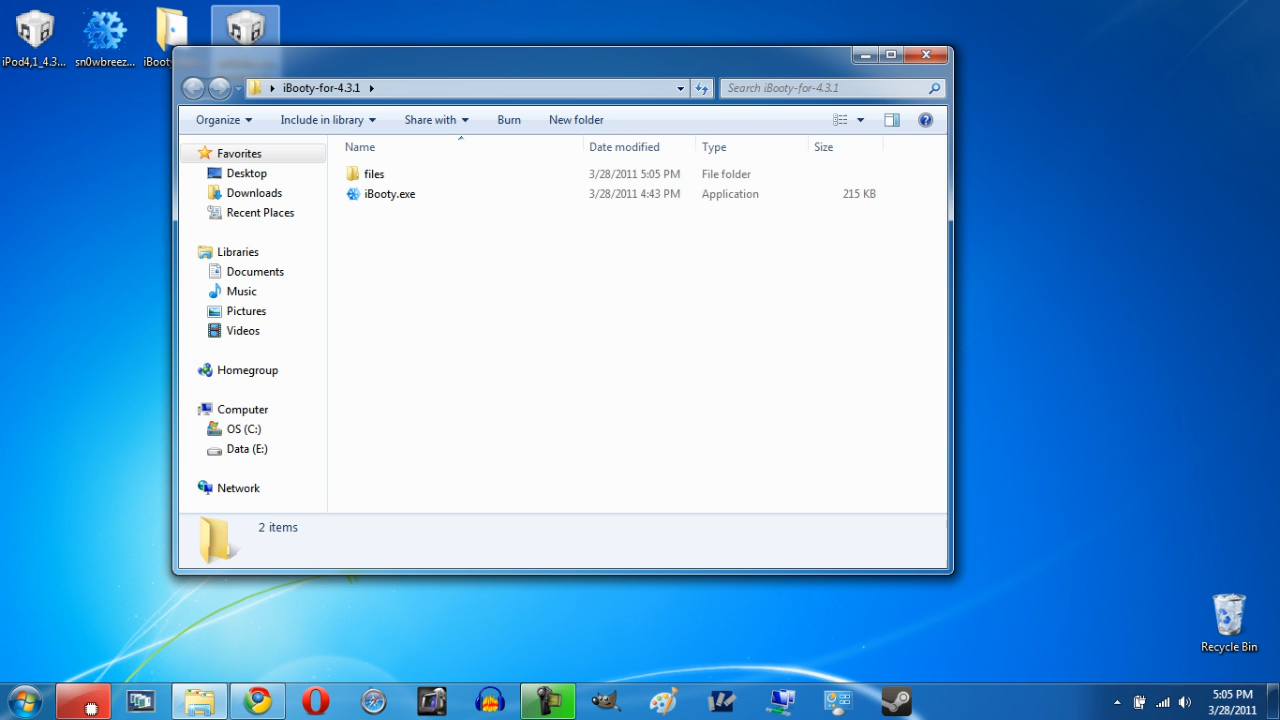 iPod4,1_4.3...
sn0wbreez...
iBooty
iBooty-for-4.3.1
Search iBooty-for-4.3.1
Organize
Include in library
Share with
Burn
New folder
Name
Date modified
Type
Size
files
3/28/2011 5:05 PM
File folder
iBooty.exe
3/28/2011 4:43 PM
Application
215 KB
Favorites
Desktop
Downloads
Recent Places
Libraries
Documents
Music
Pictures
Videos
Homegroup
Computer
OS (C:)
Data (E:)
Network
2 items
Recycle Bin
5:05 PM
3/28/2011